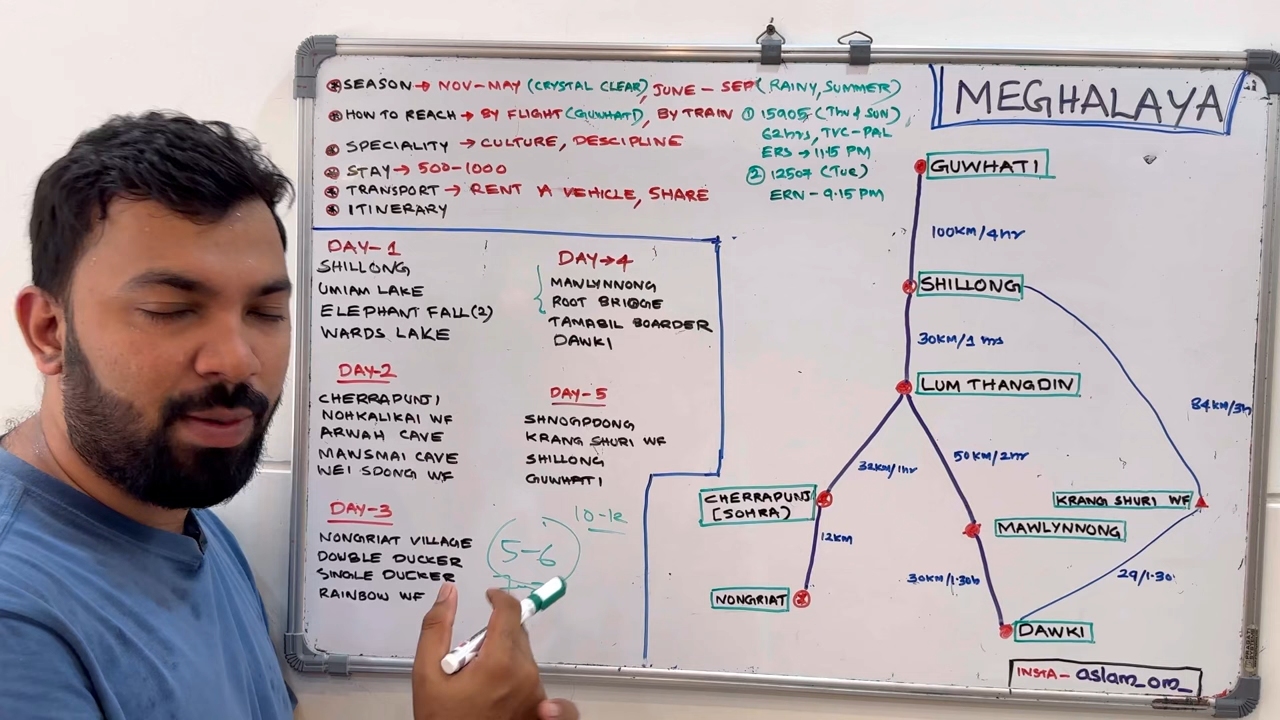 MEGHALAYA
⊛ SEASON → NOV-MAY (CRYSTAL CLEAR), JUNE - SEP (RAINY, SUMMER)
⊛ HOW TO REACH → BY FLIGHT (GUWHATI), BY TRAIN ① 15905 (THU & SUN)
62hrs, TVC-PAL
ERS → 11.15 PM
② 12507 (TUE)
ERN - 9.15 PM
⊛ SPECIALITY → CULTURE, DESCIPLINE
⊛ STAY → 500-1000
⊛ TRANSPORT → RENT A VEHICLE, SHARE
⊛ ITINERARY
DAY-1
SHILLONG
UMIAM LAKE
ELEPHANT FALL(2)
WARDS LAKE
DAY-2
CHERRAPUNJI
NOHKALIKAI WF
ARWAH CAVE
MAWSMAI CAVE
WEI SDONG WF
DAY-3
NONGRIAT VILLAGE
DOUBLE DUCKER
SINGLE DUCKER
RAINBOW WF
DAY→4
MAWLYNNONG
ROOT BRIDGE
TAMABIL BOARDER
DAWKI
DAY-5
SHNOGPDONG
KRANG SHURI WF
SHILLONG
GUWHATI
10-12
5-6
GUWHATI
100KM/4hr
SHILLONG
30KM/1 hrs
LUM THANGDIN
84KM/3h
32KM/1hr
50KM/2hr
CHERRAPUNJ
[SOHRA)
KRANG SHURI WF
MAWLYNNONG
12KM
30KM/1.30h
29/1.30
NONGRIAT
DAWKI
INSTA- aslam_om_